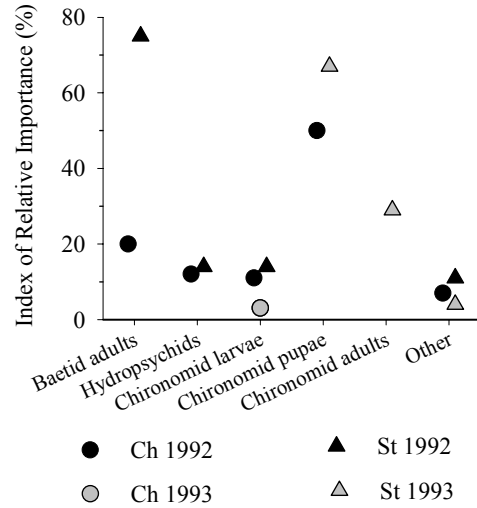 Index of Relative Importance (%)
80
60
40
20
0
Baetid adults
Hydropsychids
Chironomid larvae
Chironomid pupae
Chironomid adults
Other
Ch 1992
St 1992
Ch 1993
St 1993